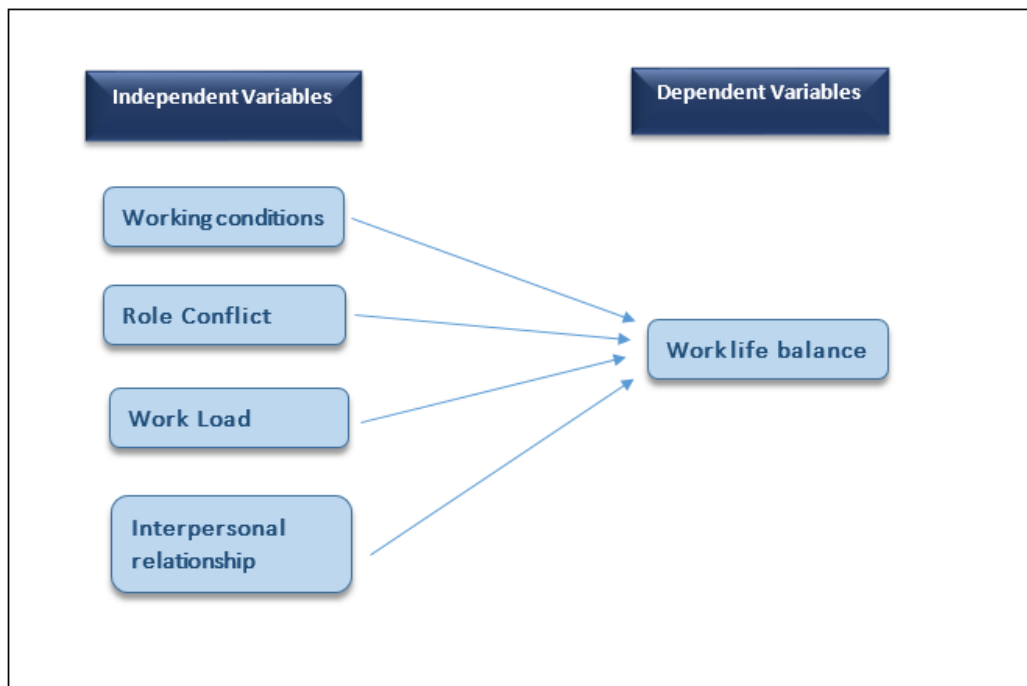 Independent Variables
Dependent Variables
Working conditions
Role Conflict
Work Load
Interpersonal
relationship
Work life balance